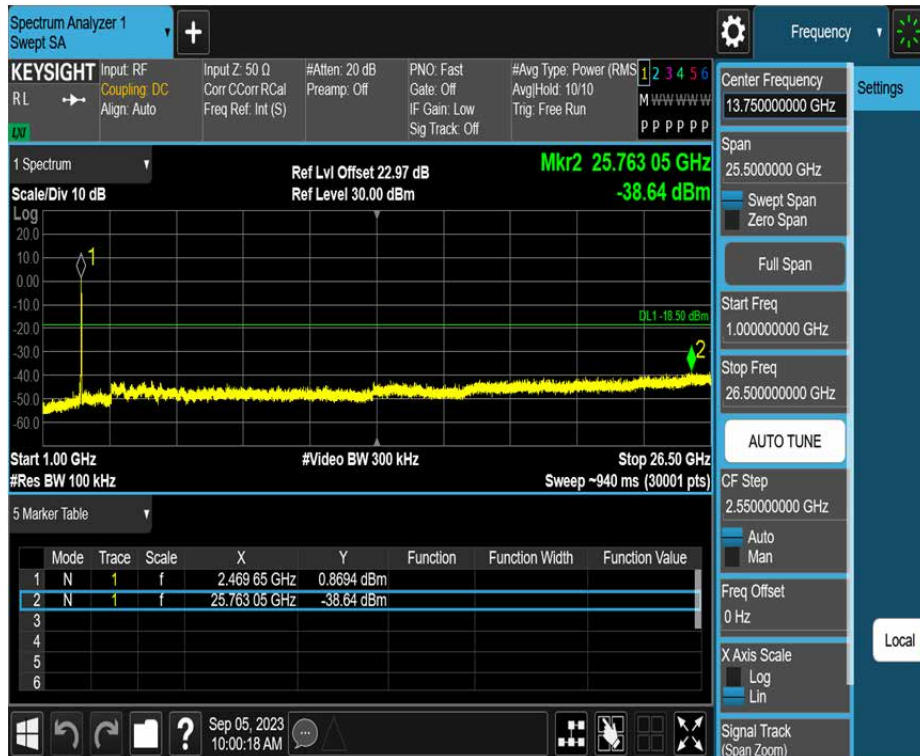 Spectrum Analyzer 1
Swept SA
+
Frequency
KEYSIGHT
RL
LXI
Input: RF
Coupling: DC
Align: Auto
Input Z: 50 Ω
Corr CCorr RCal
Freq Ref: Int (S)
#Atten: 20 dB
Preamp: Off
PNO: Fast
Gate: Off
IF Gain: Low
Sig Track: Off
#Avg Type: Power (RMS
Avg|Hold: 10/10
Trig: Free Run
1 2 3 4 5 6
M W W W W W
P P P P P P
1 Spectrum
Scale/Div 10 dB
Ref Lvl Offset 22.97 dB
Ref Level 30.00 dBm
Mkr2 25.763 05 GHz
-38.64 dBm
Log
20.0
10.0
0.00
-10.0
-20.0
-30.0
-40.0
-50.0
-60.0
1
DL1 -18.50 dBm
2
Start 1.00 GHz
#Video BW 300 kHz
Stop 26.50 GHz
#Res BW 100 kHz
Sweep ~940 ms (30001 pts)
5 Marker Table
Mode Trace Scale X Y Function Function Width Function Value
1 N 1 f 2.469 65 GHz 0.8694 dBm
2 N 1 f 25.763 05 GHz -38.64 dBm
3
4
5
6
?
Sep 05, 2023
10:00:18 AM
Center Frequency
13.750000000 GHz
Settings
Span
25.5000000 GHz
Swept Span
Zero Span
Full Span
Start Freq
1.000000000 GHz
Stop Freq
26.500000000 GHz
AUTO TUNE
CF Step
2.550000000 GHz
Auto
Man
Freq Offset
0 Hz
Local
X Axis Scale
Log
Lin
Signal Track
(Span Zoom)